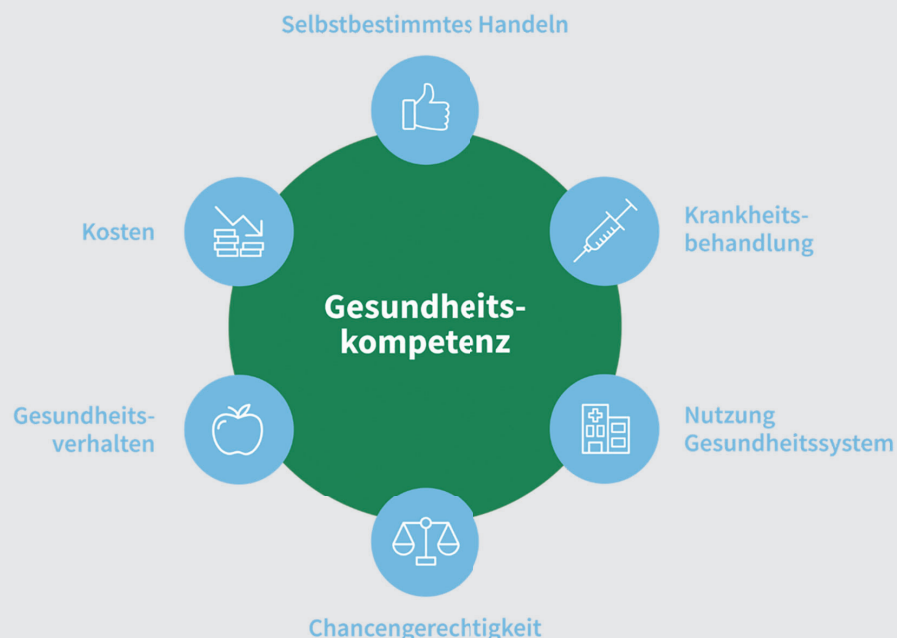 Selbstbestimmtes Handeln
Krankheits-
behandlung
Kosten
Gesundheits-
kompetenz
Nutzung
Gesundheitssystem
Gesundheits-
verhalten
Chancengerechtigkeit